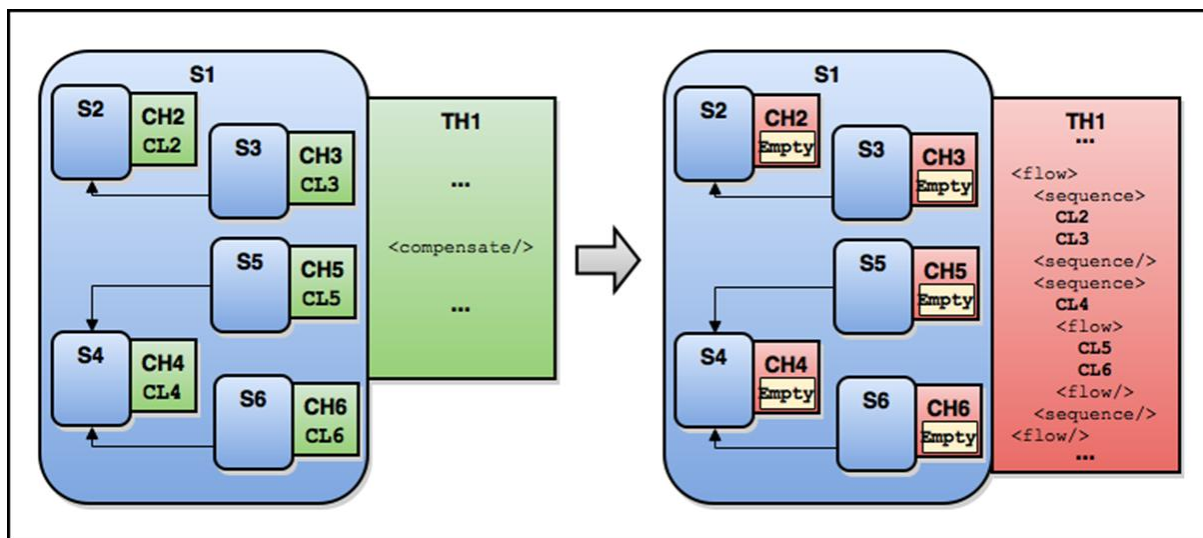 S1
S2
CH2
CL2
S3
CH3
CL3
S5
CH5
CL5
S4
CH4
CL4
S6
CH6
CL6
TH1
...
<compensate/>
...
S1
S2
CH2
Empty
S3
CH3
Empty
S5
CH5
Empty
S4
CH4
Empty
S6
CH6
Empty
TH1
...
<flow>
<sequence>
CL2
CL3
<sequence/>
<sequence>
CL4
<flow>
CL5
CL6
<flow/>
<sequence/>
<flow/>
...